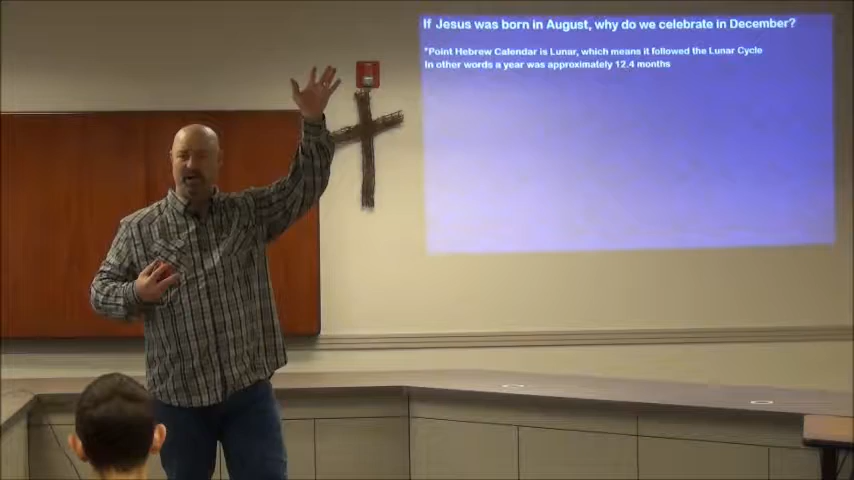 If Jesus was born in August, why do we celebrate in December?
*Point Hebrew Calendar is Lunar, which means it followed the Lunar Cycle
In other words a year was approximately 12.4 months